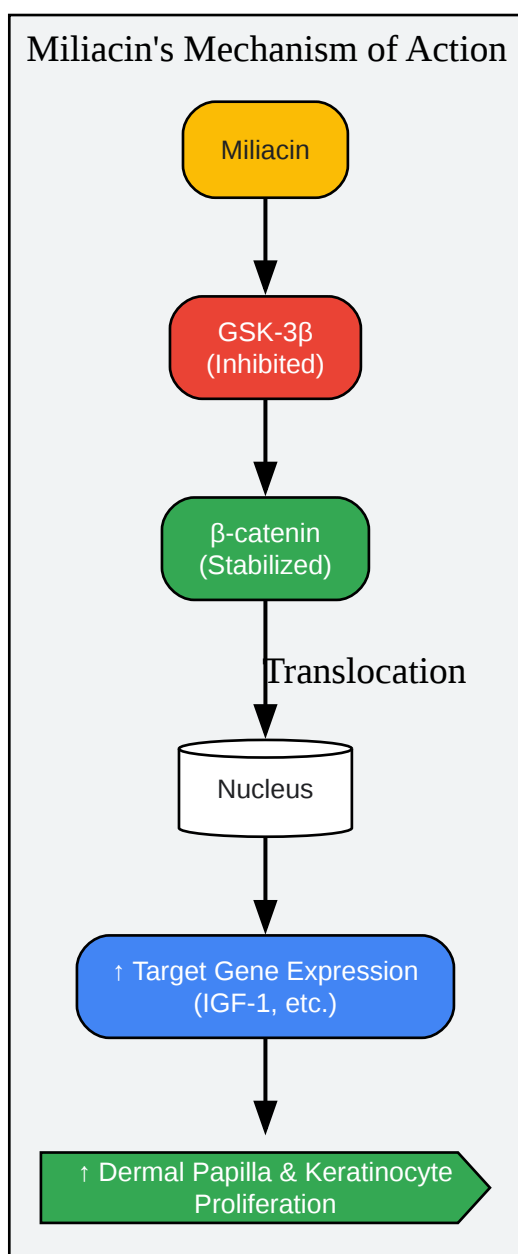 Miliacin's Mechanism of Action
Miliacin
GSK-3β
(Inhibited)
β-catenin
(Stabilized)
Translocation
Nucleus
↑ Target Gene Expression
(IGF-1, etc.)
↑ Dermal Papilla & Keratinocyte
Proliferation